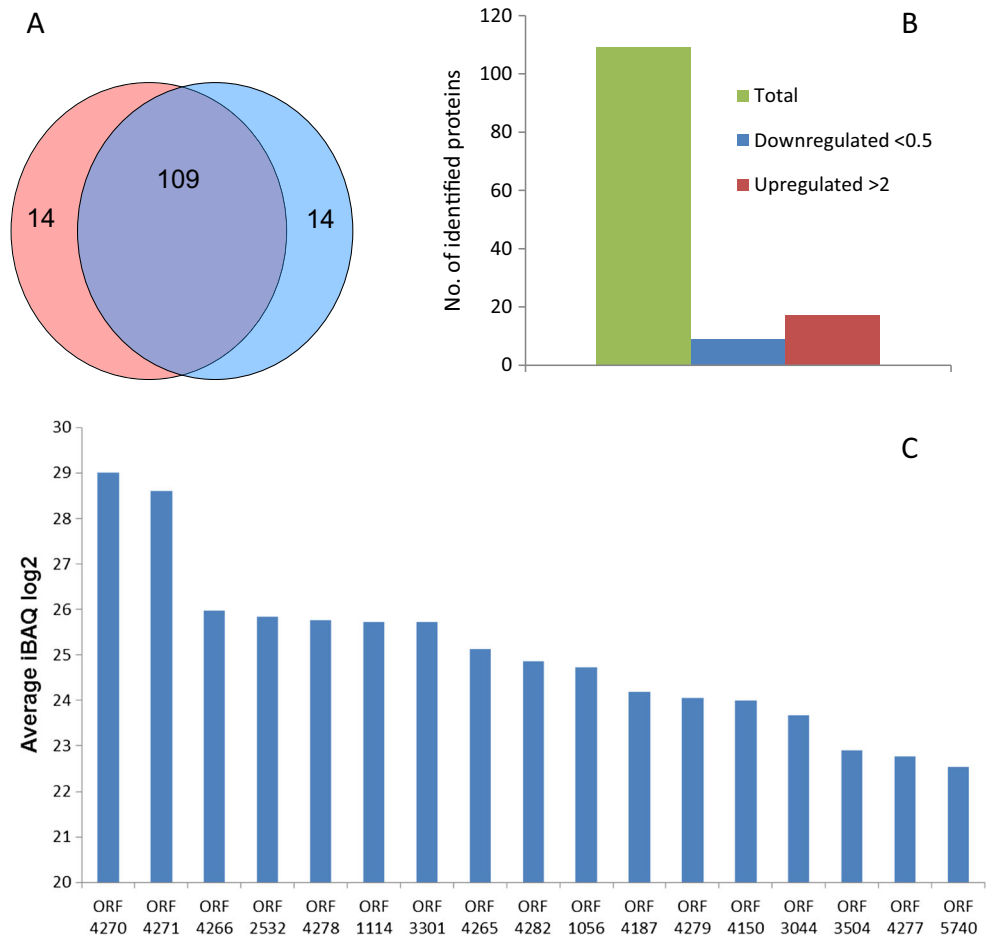 A
14
109
14
B
No. of identified proteins
120
100
80
60
40
20
0
Total
Downregulated <0.5
Upregulated >2
C
Average iBAQ log2
30
29
28
27
26
25
24
23
22
21
20
ORF ORF ORF ORF ORF ORF ORF ORF ORF ORF ORF ORF ORF ORF ORF ORF ORF
4270 4271 4266 2532 4278 1114 3301 4265 4282 1056 4187 4279 4150 3044 3504 4277 5740